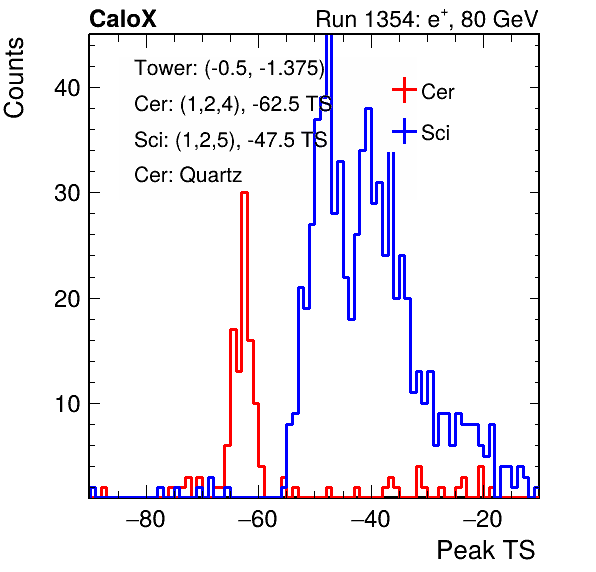 CaloX Run 1354: e+, 80 GeV
Counts
Tower: (-0.5, -1.375)
Cer: (1,2,4), -62.5 TS
Sci: (1,2,5), -47.5 TS
Cer: Quartz
Cer
Sci
40
30
20
10
−80 −60 −40 −20
Peak TS